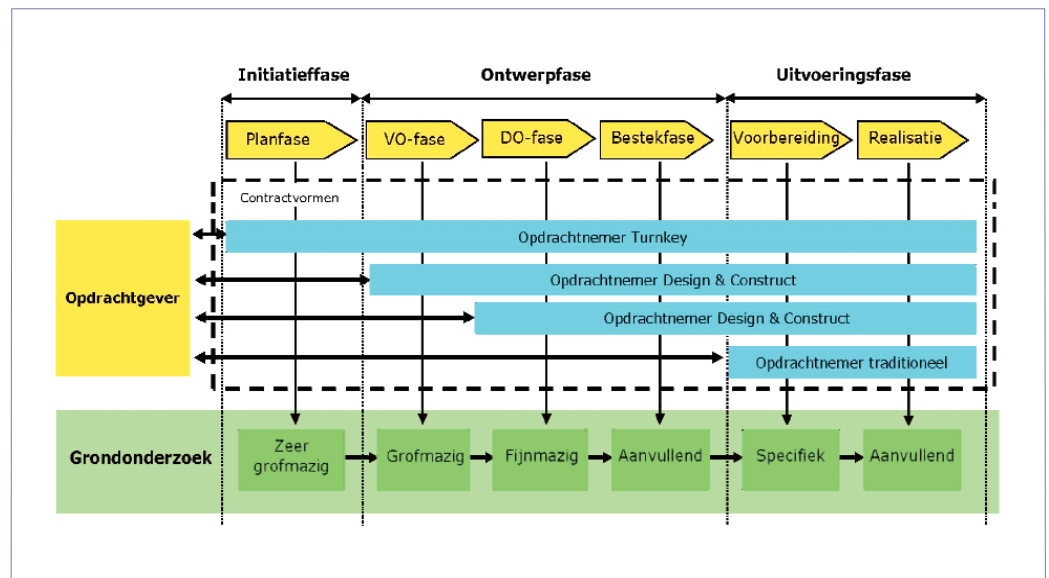 Initiatieffase
Ontwerpfase
Uitvoeringsfase
Planfase
VO-fase
DO-fase
Bestekfase
Voorbereiding
Realisatie
Contractvormen
Opdrachtgever
Opdrachtnemer Turnkey
Opdrachtnemer Design & Construct
Opdrachtnemer Design & Construct
Opdrachtnemer traditioneel
Grondonderzoek
Zeer
grofmazig
Grofmazig
Fijnmazig
Aanvullend
Specifiek
Aanvullend